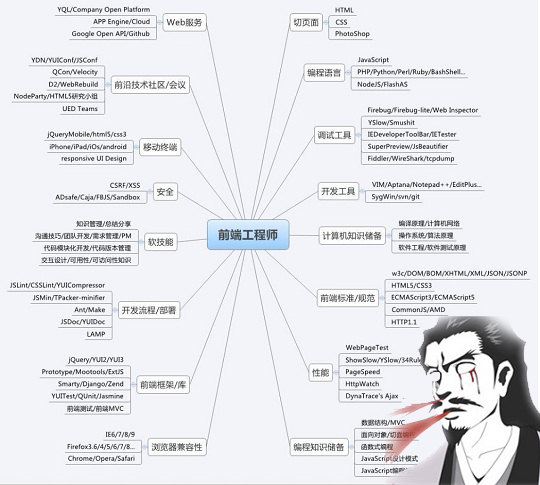 前端工程师
Web服务
YQL/Company Open Platform
APP Engine/Cloud
Google Open API/Github
前沿技术社区/会议
YDN/YUIConf/JSConf
QCon/Velocity
D2/WebRebuild
NodeParty/HTML5研究小组
UED Teams
移动终端
jQueryMobile/html5/css3
iPhone/iPad/iOs/android
responsive UI Design
安全
CSRF/XSS
ADsafe/Caja/FBJS/Sandbox
软技能
知识管理/总结分享
沟通技巧/团队开发/需求管理/PM
代码模块化开发/代码版本管理
交互设计/可用性/可访问性知识
开发流程/部署
JSLint/CSSLint/YUICompressor
JSMin/TPacker-minifier
Ant/Make
JSDoc/YUIDoc
LAMP
前端框架/库
jQuery/YUI2/YUI3
Prototype/Mootools/ExtJS
Smarty/Django/Zend
YUITest/QUnit/Jasmine
前端测试/前端MVC
浏览器兼容性
IE6/7/8/9
Firefox3.6/4/5/6/7/8...
Chrome/Opera/Safari
切页面
HTML
CSS
PhotoShop
编程语言
JavaScript
PHP/Python/Perl/Ruby/BashShell...
NodeJS/FlashAS
调试工具
Firebug/Firebug-lite/Web Inspector
YSlow/Smushit
IEDeveloperToolBar/IETester
SuperPreview/JsBeautifier
Fiddler/WireShark/tcpdump
开发工具
VIM/Aptana/Notepad++/EditPlus...
SygWin/svn/git
计算机知识储备
编译原理/计算机网络
操作系统/算法原理
软件工程/软件测试原理
前端标准/规范
w3c/DOM/BOM/XHTML/XML/JSON/JSONP
HTML5/CSS3
ECMAScript3/ECMAScript5
CommonJS/AMD
HTTP1.1
性能
WebPageTest
ShowSlow/YSlow/34Rul
PageSpeed
HttpWatch
DynaTrace's Ajax
编程知识储备
数据结构/MVC
面向对象/切面编程
函数式编程
JavaScript设计模式
JavaScript编程